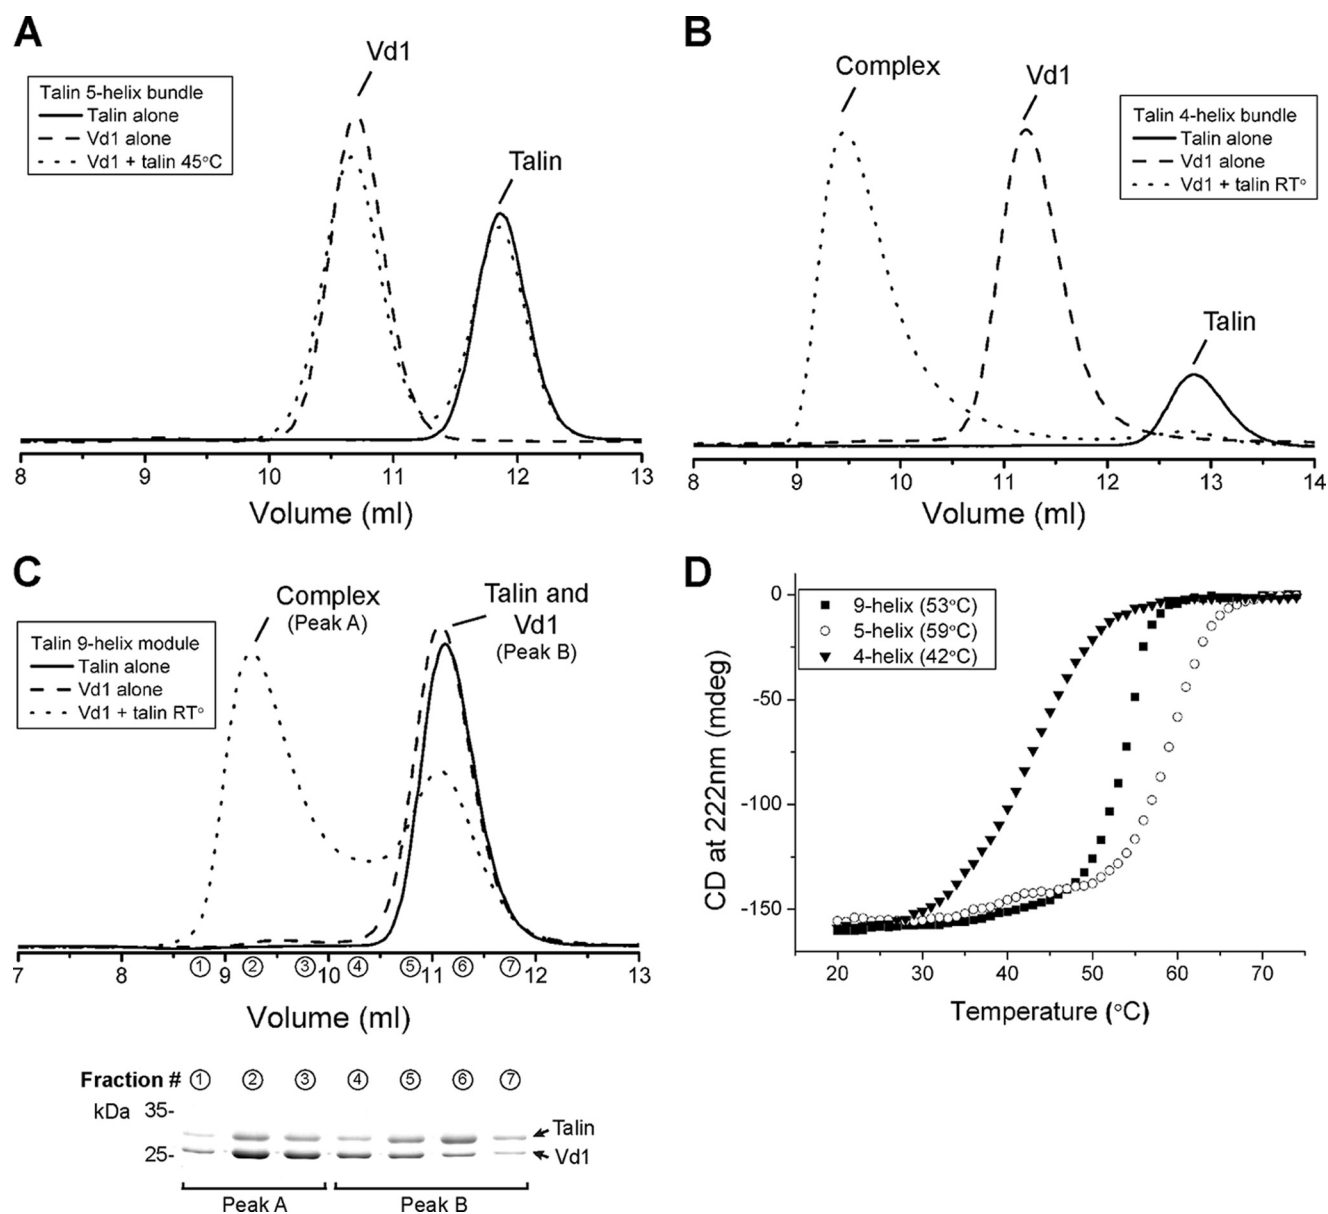 A
Vd1
Talin 5-helix bundle
Talin alone
Vd1 alone
Vd1 + talin 45°C
Talin
8 9 10 11 12 13
Volume (ml)
B
Complex
Vd1
Talin 4-helix bundle
Talin alone
Vd1 alone
Vd1 + talin RT°
Talin
8 9 10 11 12 13 14
Volume (ml)
C
Complex
(Peak A)
Talin and
Vd1
(Peak B)
Talin 9-helix module
Talin alone
Vd1 alone
Vd1 + talin RT°
① ② ③ ④ ⑤ ⑥ ⑦
7 8 9 10 11 12 13
Volume (ml)
Fraction # ① ② ③ ④ ⑤ ⑥ ⑦
kDa
35-
25-
Talin
Vd1
Peak A Peak B
D
9-helix (53°C)
5-helix (59°C)
4-helix (42°C)
0
-50
-100
-150
CD at 222nm (mdeg)
20 30 40 50 60 70
Temperature (°C)